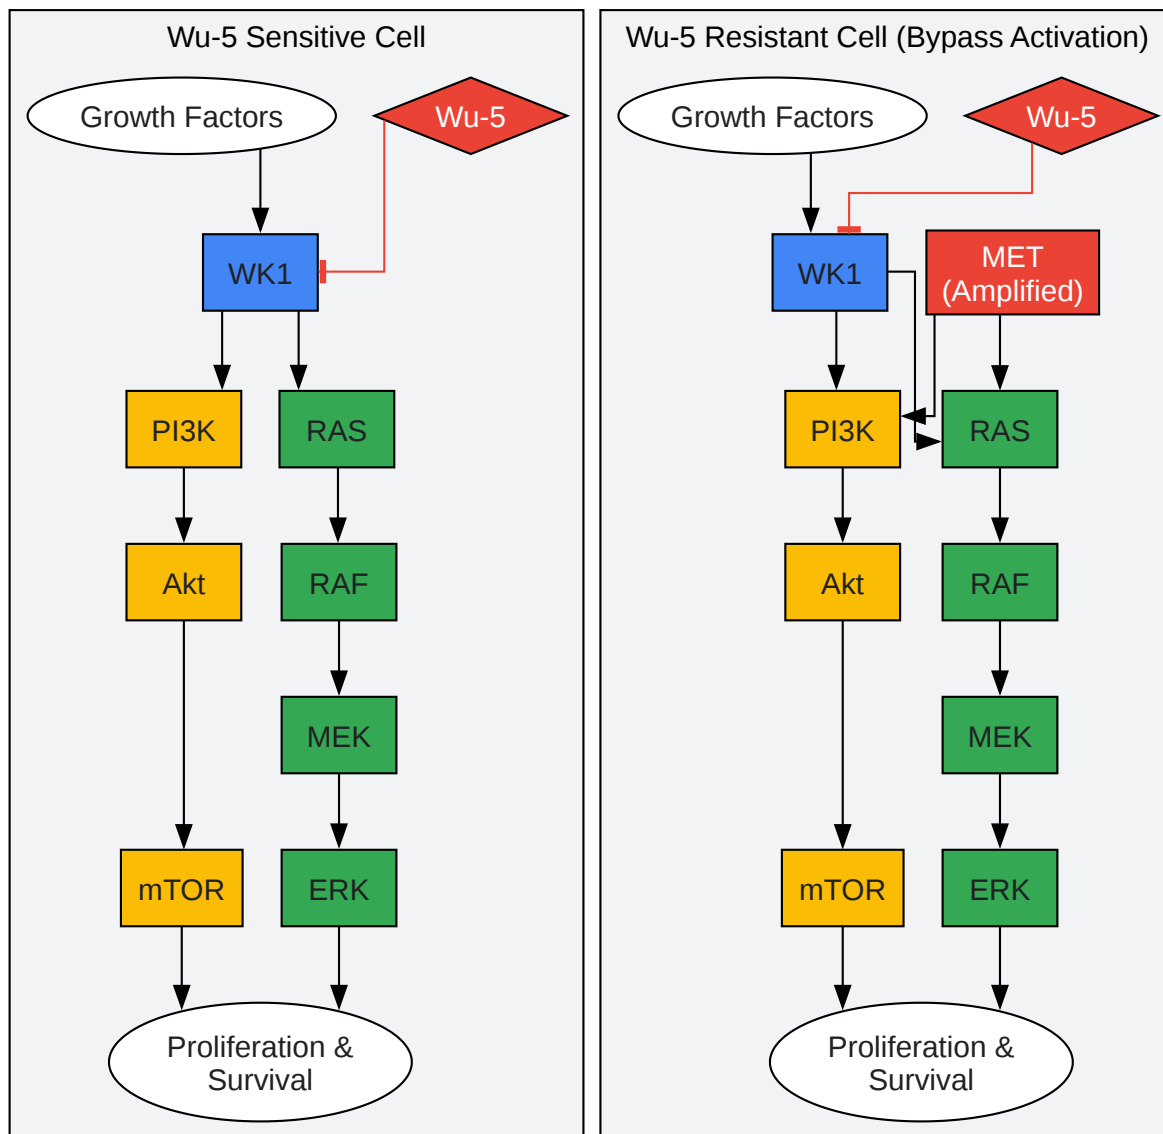 Wu-5 Sensitive Cell
Growth Factors
Wu-5
WK1
PI3K
RAS
Akt
RAF
MEK
mTOR
ERK
Proliferation &
Survival
Wu-5 Resistant Cell (Bypass Activation)
Growth Factors
Wu-5
WK1
MET
(Amplified)
PI3K
RAS
Akt
RAF
MEK
mTOR
ERK
Proliferation &
Survival